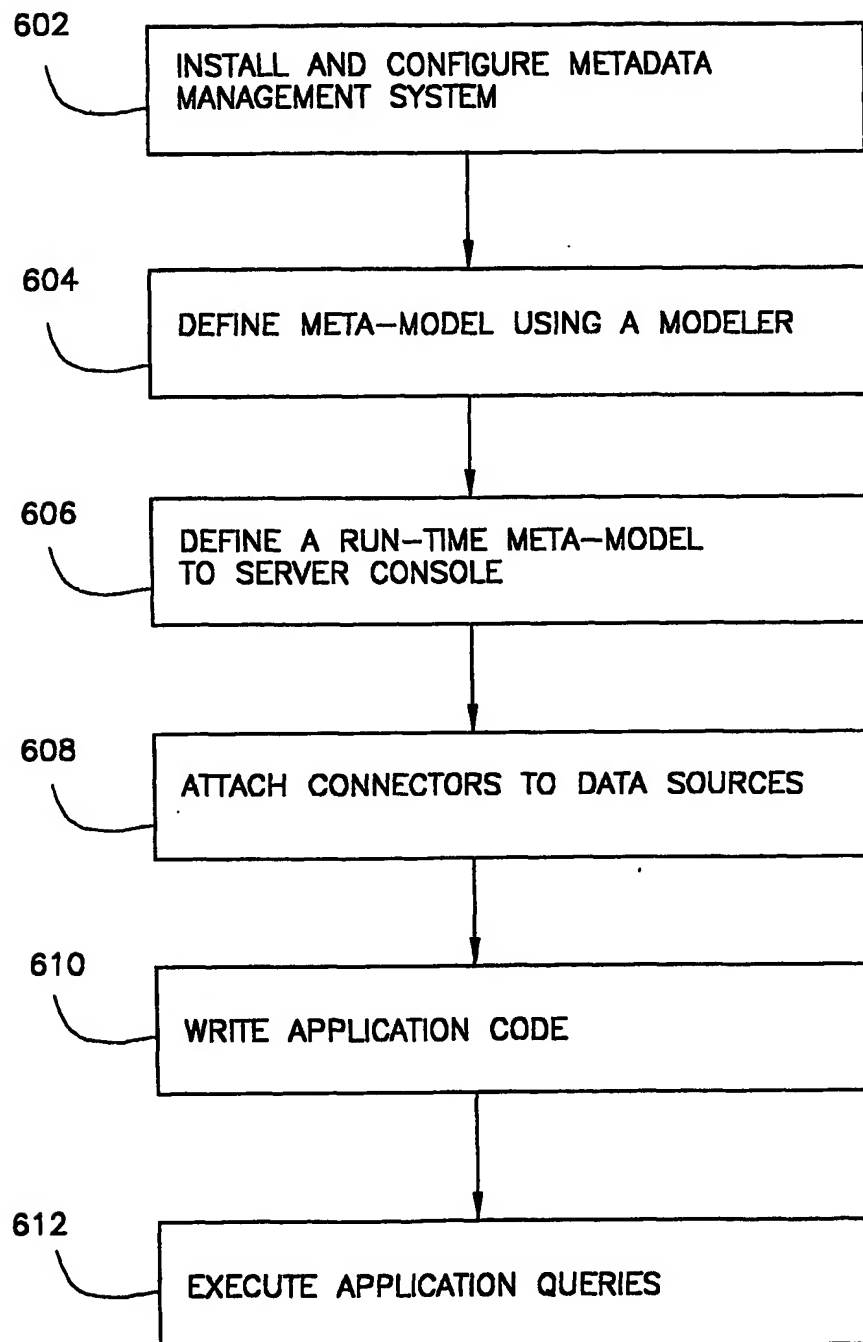 602
INSTALL AND CONFIGURE METADATA
MANAGEMENT SYSTEM
604
DEFINE META-MODEL USING A MODELER
606
DEFINE A RUN-TIME META-MODEL
TO SERVER CONSOLE
608
ATTACH CONNECTORS TO DATA SOURCES
610
WRITE APPLICATION CODE
612
EXECUTE APPLICATION QUERIES